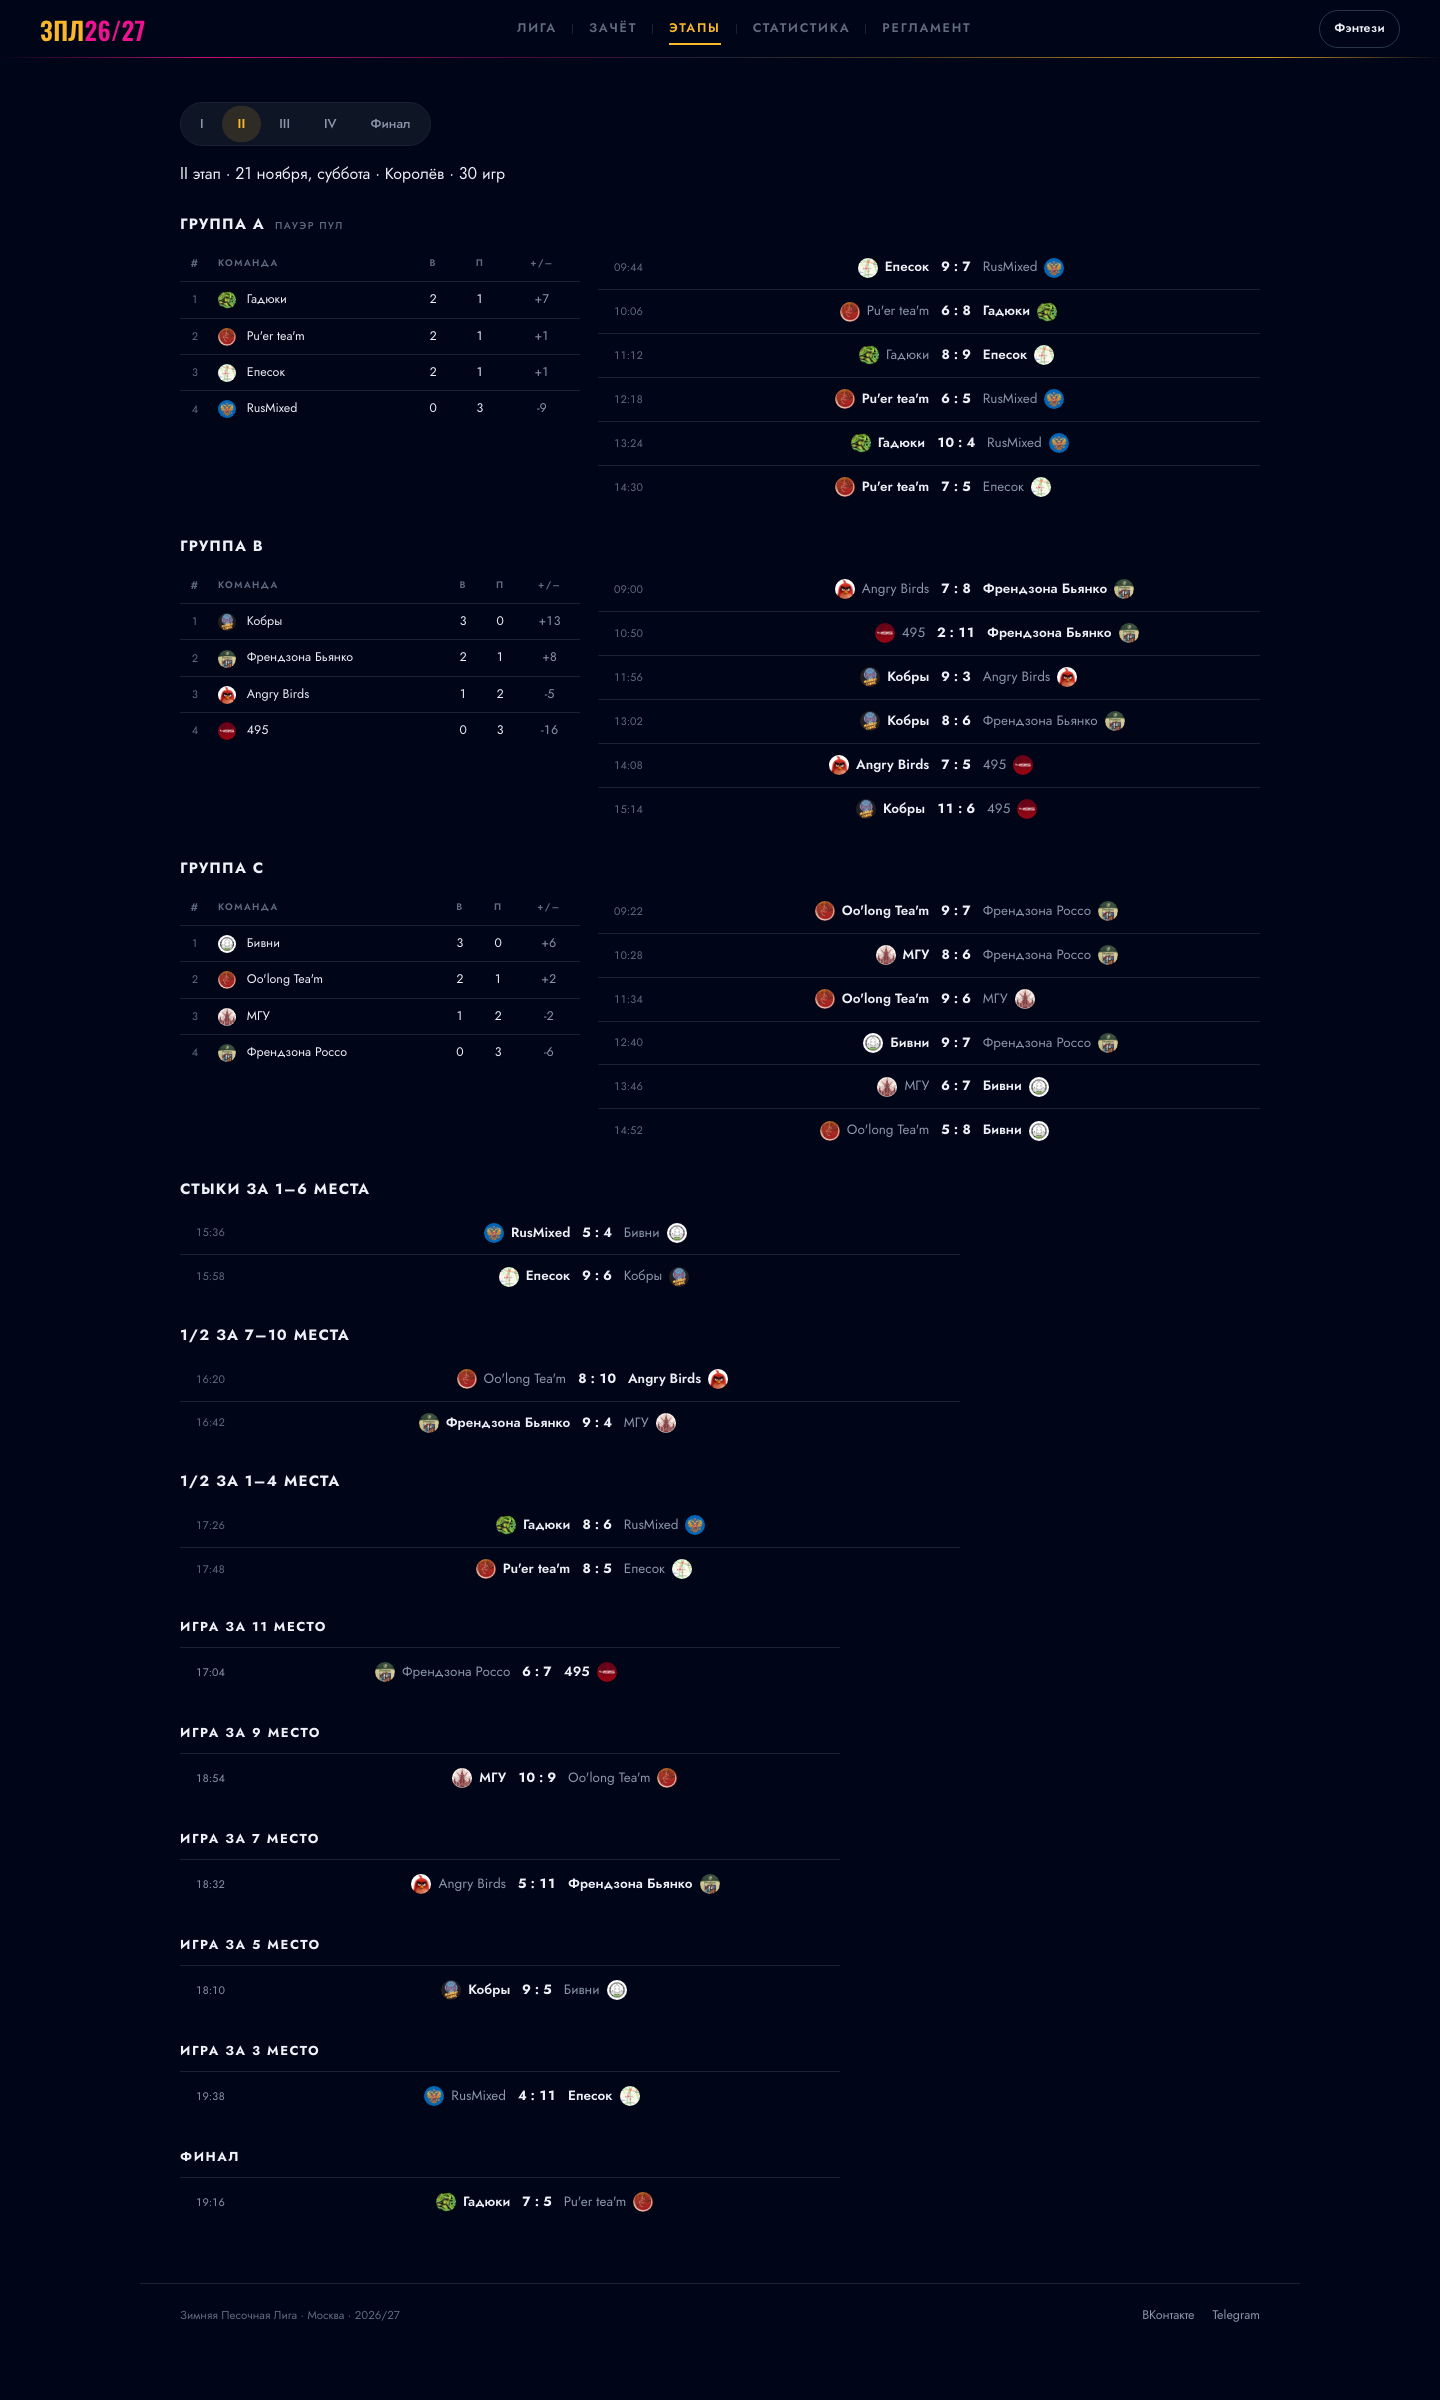 ЗПЛ26/27
ЛИГА ЗАЧЁТ ЭТАПЫ СТАТИСТИКА РЕГЛАМЕНТ
Фэнтези
I II III IV Финал
II этап · 21 ноября, суббота · Королёв · 30 игр
ГРУППА A ПАУЭР ПУЛ
# КОМАНДА В П +/−
1 Гадюки 2 1 +7
2 Pu'er tea'm 2 1 +1
3 Епесок 2 1 +1
4 RusMixed 0 3 -9
09:44 Епесок 9 : 7 RusMixed
10:06 Pu'er tea'm 6 : 8 Гадюки
11:12 Гадюки 8 : 9 Епесок
12:18 Pu'er tea'm 6 : 5 RusMixed
13:24 Гадюки 10 : 4 RusMixed
14:30 Pu'er tea'm 7 : 5 Епесок
ГРУППА B
# КОМАНДА В П +/−
1 Кобры 3 0 +13
2 Френдзона Бьянко 2 1 +8
3 Angry Birds 1 2 -5
4 495 0 3 -16
09:00 Angry Birds 7 : 8 Френдзона Бьянко
10:50 495 2 : 11 Френдзона Бьянко
11:56 Кобры 9 : 3 Angry Birds
13:02 Кобры 8 : 6 Френдзона Бьянко
14:08 Angry Birds 7 : 5 495
15:14 Кобры 11 : 6 495
ГРУППА C
# КОМАНДА В П +/−
1 Бивни 3 0 +6
2 Oo'long Tea'm 2 1 +2
3 МГУ 1 2 -2
4 Френдзона Россо 0 3 -6
09:22 Oo'long Tea'm 9 : 7 Френдзона Россо
10:28 МГУ 8 : 6 Френдзона Россо
11:34 Oo'long Tea'm 9 : 6 МГУ
12:40 Бивни 9 : 7 Френдзона Россо
13:46 МГУ 6 : 7 Бивни
14:52 Oo'long Tea'm 5 : 8 Бивни
СТЫКИ ЗА 1–6 МЕСТА
15:36 RusMixed 5 : 4 Бивни
15:58 Епесок 9 : 6 Кобры
1/2 ЗА 7–10 МЕСТА
16:20 Oo'long Tea'm 8 : 10 Angry Birds
16:42 Френдзона Бьянко 9 : 4 МГУ
1/2 ЗА 1–4 МЕСТА
17:26 Гадюки 8 : 6 RusMixed
17:48 Pu'er tea'm 8 : 5 Епесок
ИГРА ЗА 11 МЕСТО
17:04 Френдзона Россо 6 : 7 495
ИГРА ЗА 9 МЕСТО
18:54 МГУ 10 : 9 Oo'long Tea'm
ИГРА ЗА 7 МЕСТО
18:32 Angry Birds 5 : 11 Френдзона Бьянко
ИГРА ЗА 5 МЕСТО
18:10 Кобры 9 : 5 Бивни
ИГРА ЗА 3 МЕСТО
19:38 RusMixed 4 : 11 Епесок
ФИНАЛ
19:16 Гадюки 7 : 5 Pu'er tea'm
Зимняя Песочная Лига · Москва · 2026/27
ВКонтакте Telegram